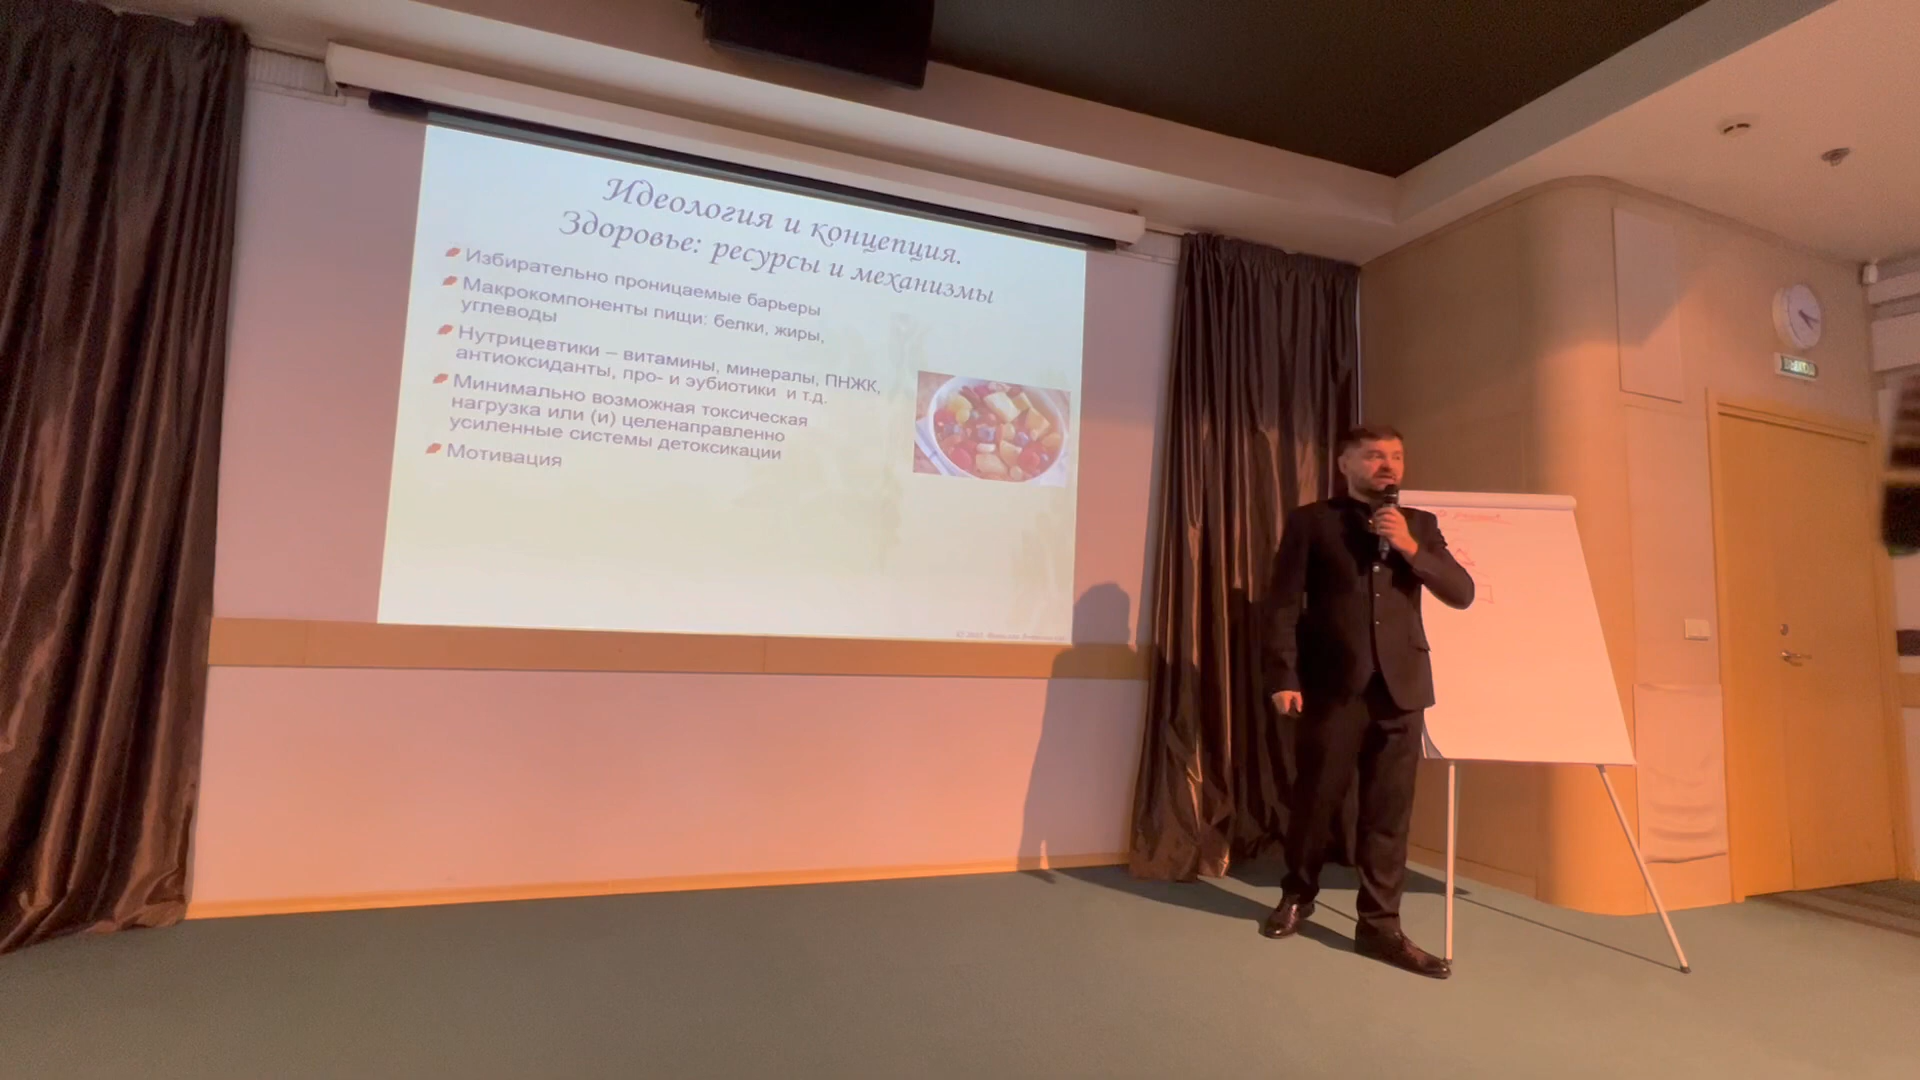 Идеология и концепция.
Здоровье: ресурсы и механизмы
Избирательно проницаемые барьеры
Макрокомпоненты пищи: белки, жиры,
углеводы
Нутрицевтики – витамины, минералы, ПНЖК,
антиоксиданты, про- и эубиотики и т.д.
Минимально возможная токсическая
нагрузка или (и) целенаправленно
усиленные системы детоксикации
Мотивация
ВЫХОД